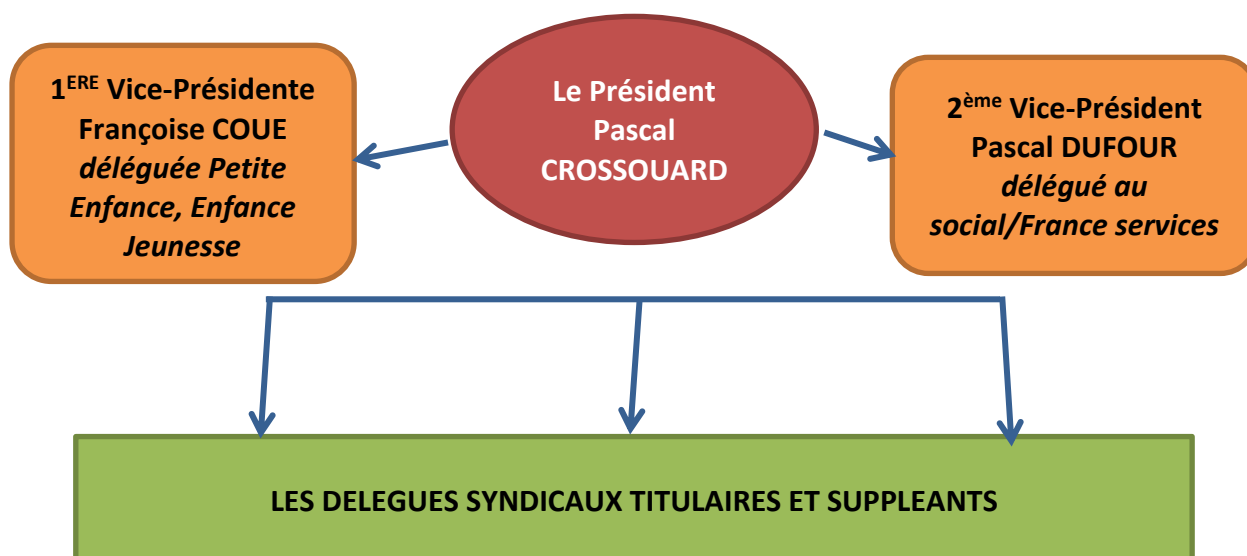 1ERE Vice-Présidente
Françoise COUE
déléguée Petite
Enfance, Enfance
Jeunesse
Le Président
Pascal
CROSSOUARD
2ème Vice-Président
Pascal DUFOUR
délégué au
social/France services
LES DELEGUES SYNDICAUX TITULAIRES ET SUPPLEANTS